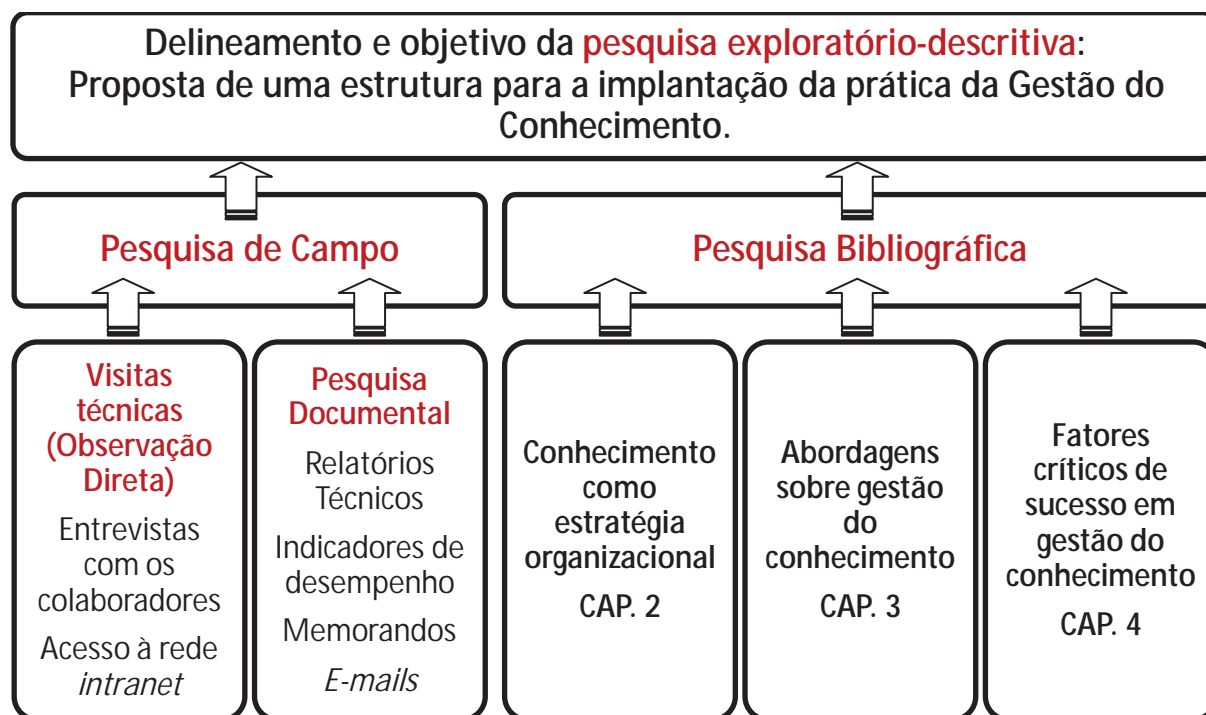 Delineamento e objetivo da pesquisa exploratório-descritiva:
Proposta de uma estrutura para a implantação da prática da Gestão do
Conhecimento.
Pesquisa de Campo
Pesquisa Bibliográfica
Visitas
técnicas
(Observação
Direta)
Entrevistas
com os
colaboradores
Acesso à rede
intranet
Pesquisa
Documental
Relatórios
Técnicos
Indicadores de
desempenho
Memorandos
E-mails
Conhecimento
como
estratégia
organizacional
CAP. 2
Abordagens
sobre gestão
do
conhecimento
CAP. 3
Fatores
críticos de
sucesso em
gestão do
conhecimento
CAP. 4